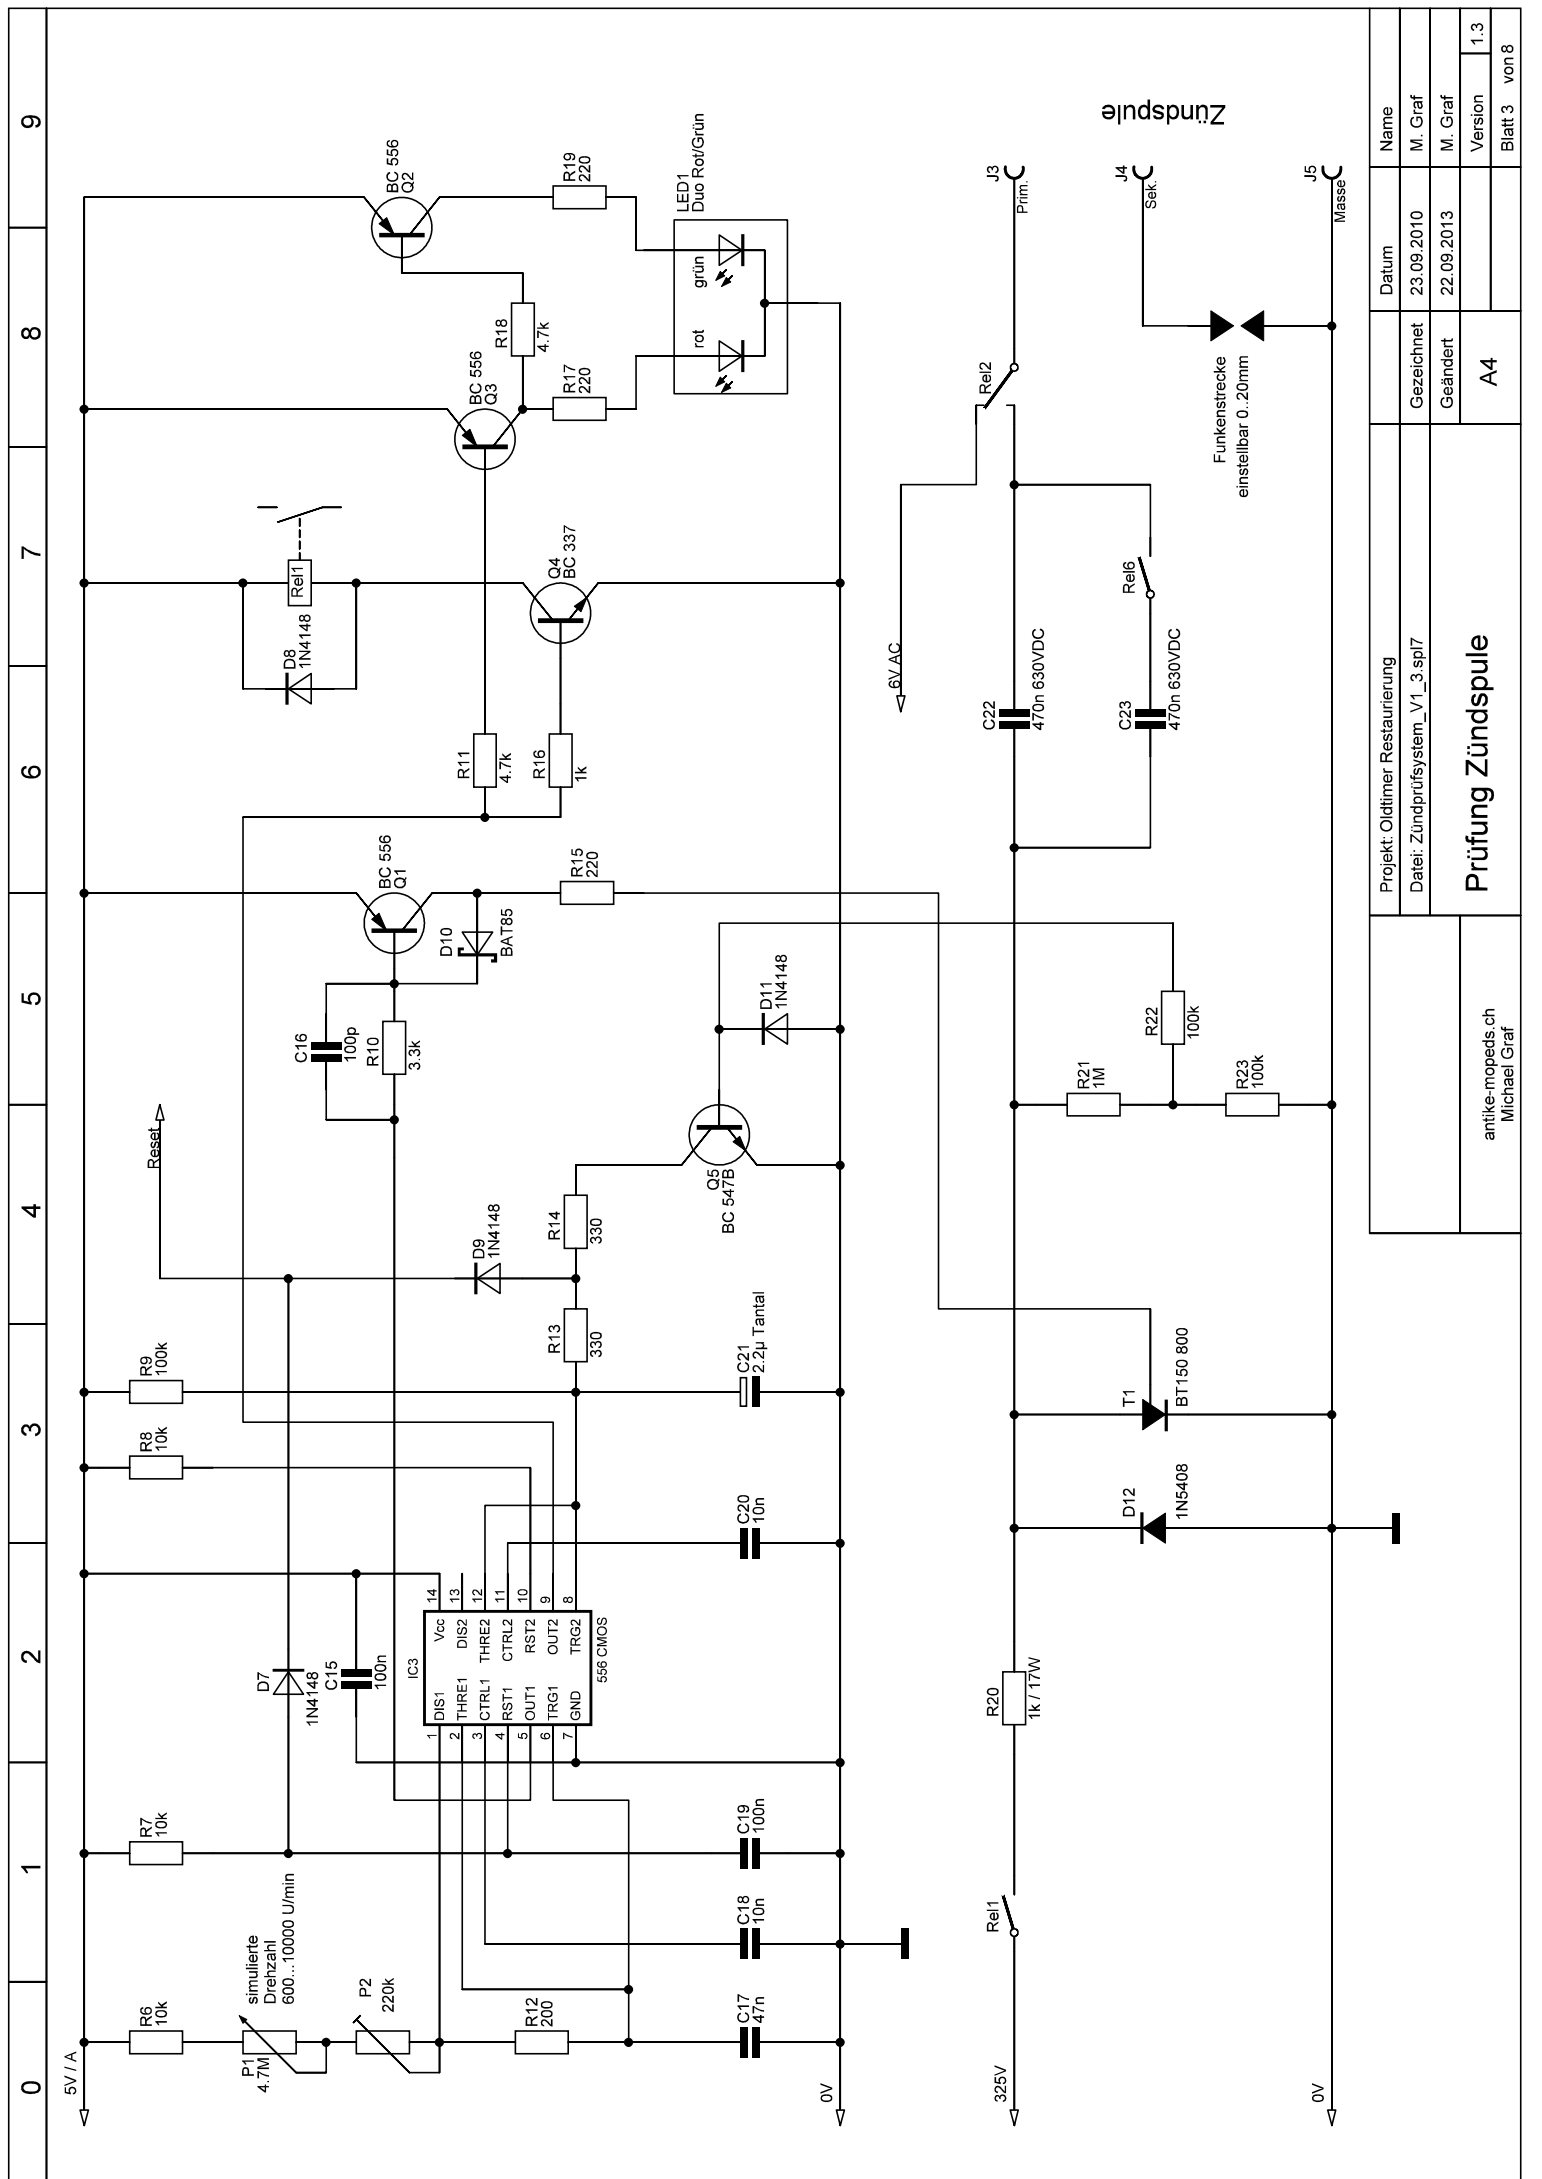 0
1
2
3
4
5
6
7
8
9
5V / A
R6
10k
P1
4.7M
simulierte
Drehzahl
600...10000 U/min
P2
220k
R12
200
C17
47n
0V
R7
10k
C18
10n
C19
100n
D7
1N4148
C15
100n
IC3
556 CMOS
1
2
3
4
5
6
7
DIS1
THRE1
CTRL1
RST1
OUT1
TRG1
GND
Vcc
DIS2
THRE2
CTRL2
RST2
OUT2
TRG2
14
13
12
11
10
9
8
R8
10k
R9
100k
C20
10n
C21
2.2µ Tantal
R13
330
R14
330
D9
1N4148
Reset
Q5
BC 547B
D11
1N4148
C16
100p
R10
3.3k
D10
BAT85
BC 556
Q1
R15
220
R11
4.7k
R16
1k
D8
1N4148
Rel1
Q4
BC 337
BC 556
Q3
R17
220
R18
4.7k
BC 556
Q2
R19
220
LED1
Duo Rot/Grün
rot
grün
325V
Rel1
R20
1k / 17W
D12
1N5408
T1
BT150 800
R21
1M
R22
100k
R23
100k
C22
470n 630VDC
C23
470n 630VDC
Rel6
6V AC
Rel2
Funkenstrecke
einstellbar 0..20mm
J3
Prim.
J4
Sek.
J5
Masse
Zündspule
0V
antike-mopeds.ch
Michael Graf
Projekt: Oldtimer Restaurierung
Datei: Zündprüfsystem_V1_3.spl7
Prüfung Zündspule
Datum
Name
Gezeichnet
23.09.2010
M. Graf
Geändert
22.09.2013
M. Graf
A4
Version
1.3
Blatt 3 von 8